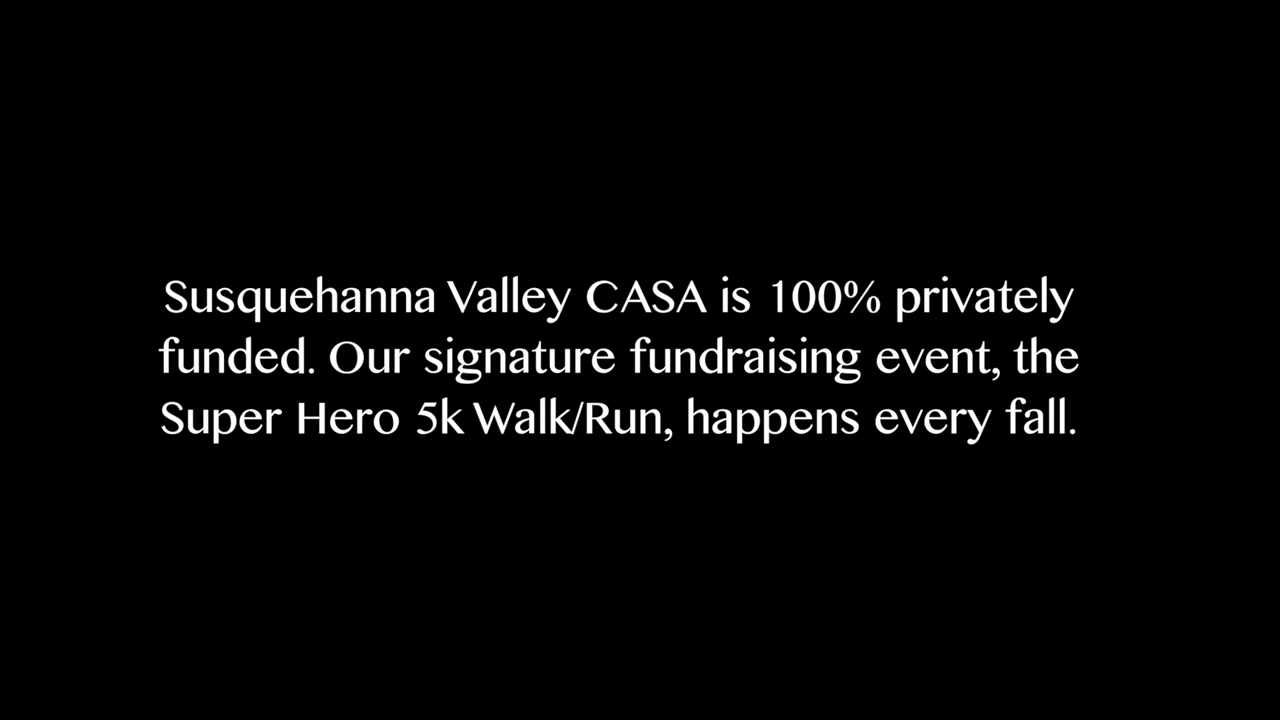 Susquehanna Valley CASA is 100% privately
funded. Our signature fundraising event, the
Super Hero 5k Walk/Run, happens every fall.